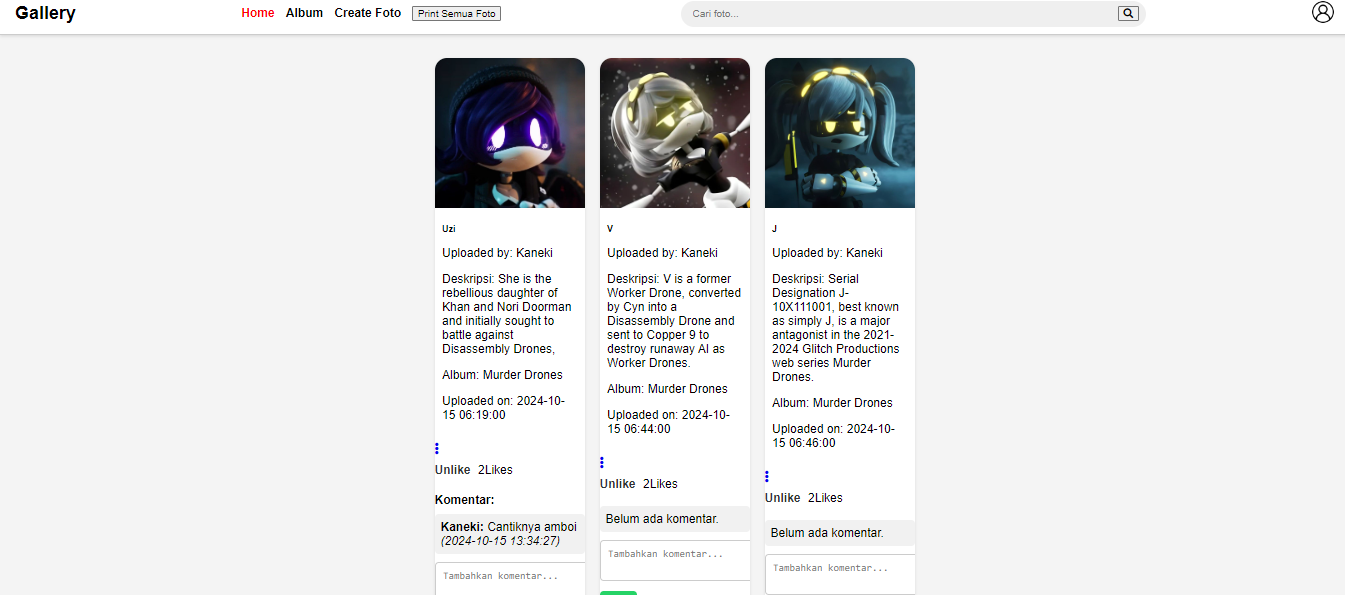 Gallery
Home Album Create Foto Print Semua Foto
Cari foto...
Uzi
Uploaded by: Kaneki
Deskripsi: She is the
rebellious daughter of
Khan and Nori Doorman
and initially sought to
battle against
Disassembly Drones,
Album: Murder Drones
Uploaded on: 2024-10-
15 06:19:00
Unlike 2Likes
Komentar:
Kaneki: Cantiknya amboi
(2024-10-15 13:34:27)
Tambahkan komentar...
V
Uploaded by: Kaneki
Deskripsi: V is a former
Worker Drone, converted
by Cyn into a
Disassembly Drone and
sent to Copper 9 to
destroy runaway AI as
Worker Drones.
Album: Murder Drones
Uploaded on: 2024-10-
15 06:44:00
Unlike 2Likes
Belum ada komentar.
Tambahkan komentar...
J
Uploaded by: Kaneki
Deskripsi: Serial
Designation J-
10X111001, best known
as simply J, is a major
antagonist in the 2021-
2024 Glitch Productions
web series Murder
Drones.
Album: Murder Drones
Uploaded on: 2024-10-
15 06:46:00
Unlike 2Likes
Belum ada komentar.
Tambahkan komentar...